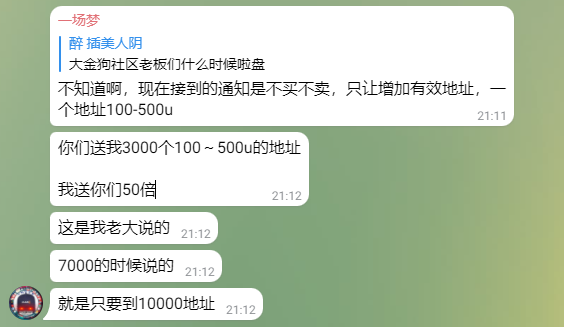 一场梦
醉 插美人阴
大金狗社区老板们什么时候啦盘
不知道啊，现在接到的通知是不买不卖，只让增加有效地址，一
个地址100-500u
21:11
你们送我3000个100～500u的地址
我送你们50倍
21:12
这是我老大说的 21:12
7000的时候说的 21:12
就是只要到10000地址 21:12